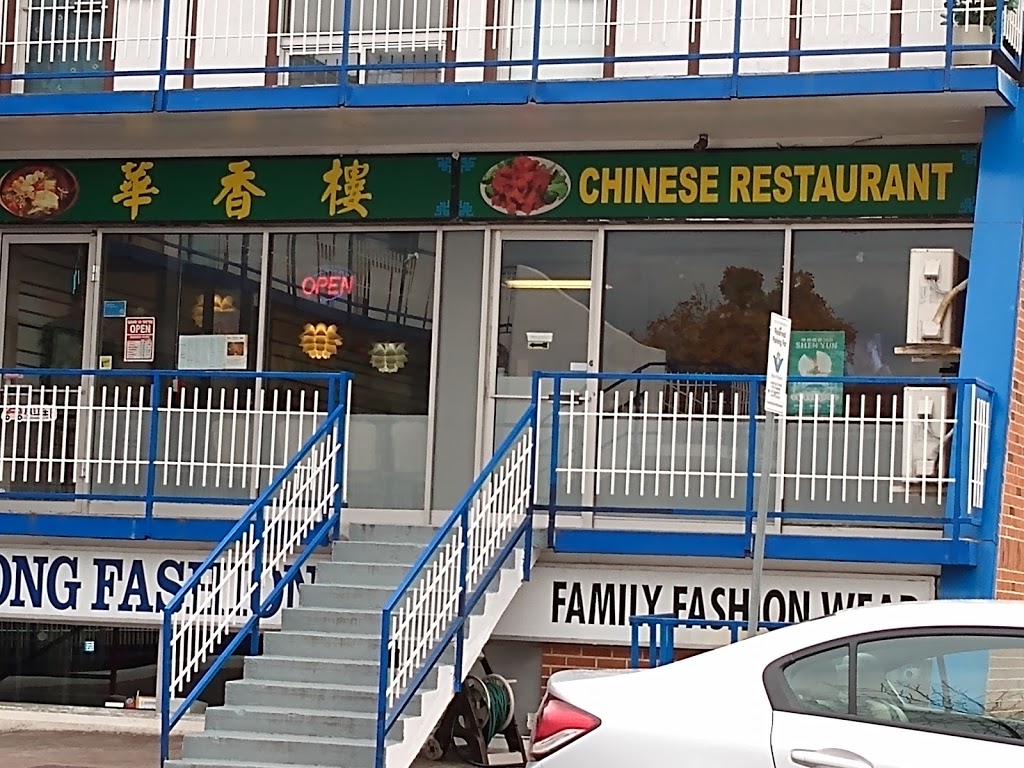 華香樓
CHINESE RESTAURANT
OPEN
OPEN
SHEN YUN
ONG FASHION
FAMILY FASHION WEAR